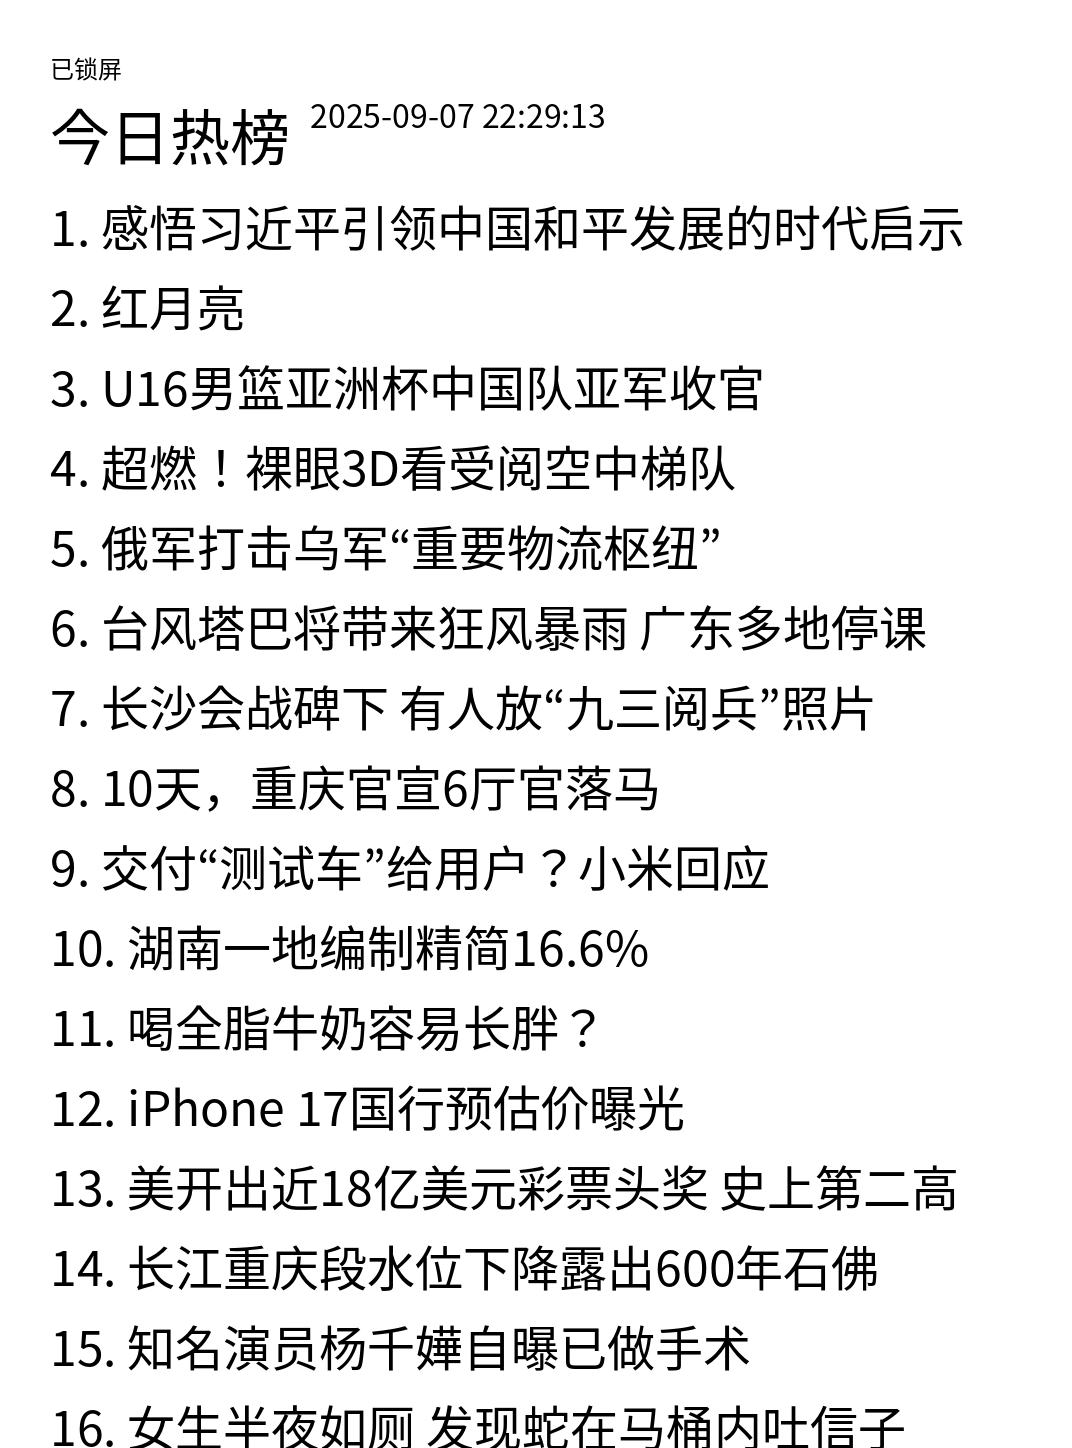 已锁屏
今日热榜 2025-09-07 22:29:13
1. 感悟习近平引领中国和平发展的时代启示
2. 红月亮
3. U16男篮亚洲杯中国队亚军收官
4. 超燃！裸眼3D看受阅空中梯队
5. 俄军打击乌军“重要物流枢纽”
6. 台风塔巴将带来狂风暴雨 广东多地停课
7. 长沙会战碑下 有人放“九三阅兵”照片
8. 10天，重庆官宣6厅官落马
9. 交付“测试车”给用户？小米回应
10. 湖南一地编制精简16.6%
11. 喝全脂牛奶容易长胖？
12. iPhone 17国行预估价曝光
13. 美开出近18亿美元彩票头奖 史上第二高
14. 长江重庆段水位下降露出600年石佛
15. 知名演员杨千嬅自曝已做手术
16. 女生半夜如厕 发现蛇在马桶内吐信子